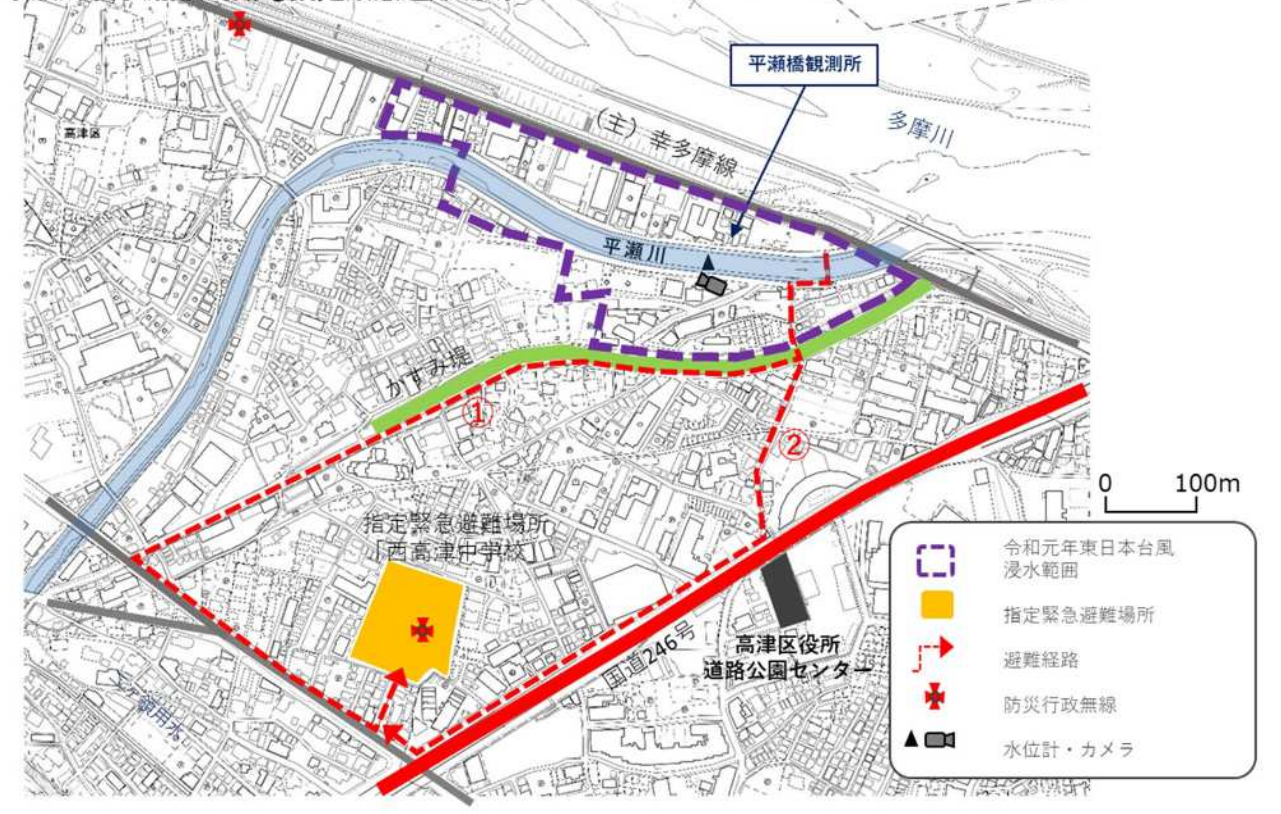 平瀬橋観測所
多摩川
（主）幸多摩線
高津区
平瀬川
かすみ堤
①
②
0 100m
指定緊急避難場所
「西高津中学校
国道246号
高津区役所
道路公園センター
令和元年東日本台風
浸水範囲
指定緊急避難場所
避難経路
防災行政無線
水位計・カメラ